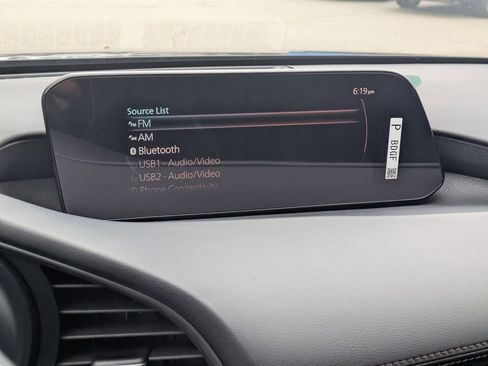 6:19pm
Source List
FM
AM
Bluetooth
USB1 - Audio/Video
USB2 - Audio/Video
Phone Connectivity
P BDGF